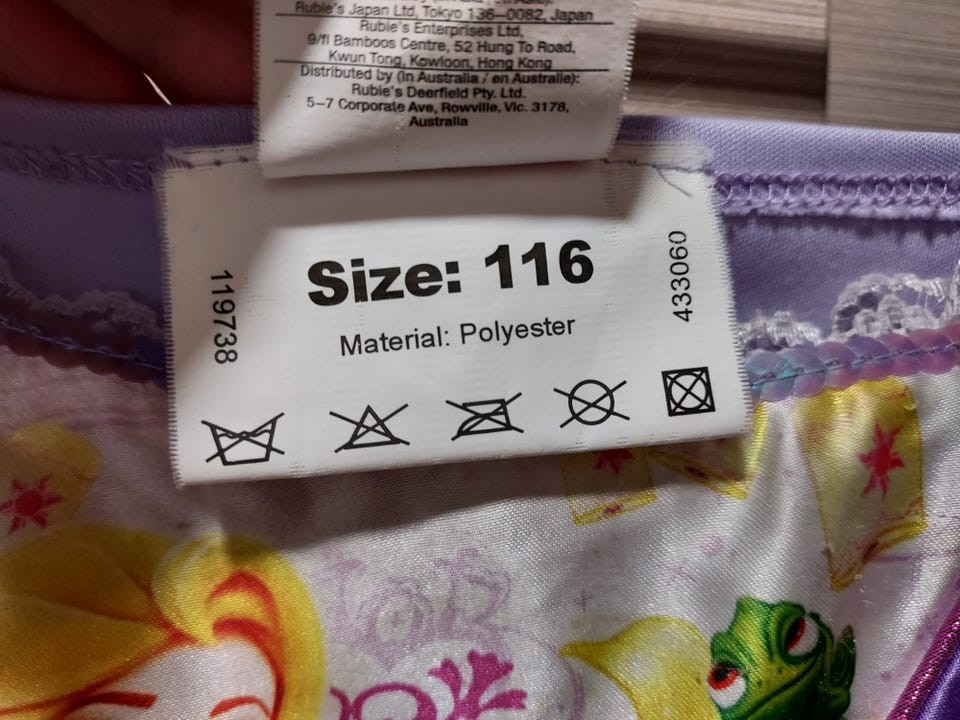 Rubie's Japan Ltd, Tokyo 136–0082, Japan
Rubie's Enterprises Ltd,
9/fl Bamboos Centre, 52 Hung To Road,
Kwun Tong, Kowloon, Hong Kong
Distributed by (In Australia / en Australie):
Rubie's Deerfield Pty. Ltd.
5–7 Corporate Ave, Rowville, Vic. 3178,
Australia
119738
Size: 116
Material: Polyester
433060